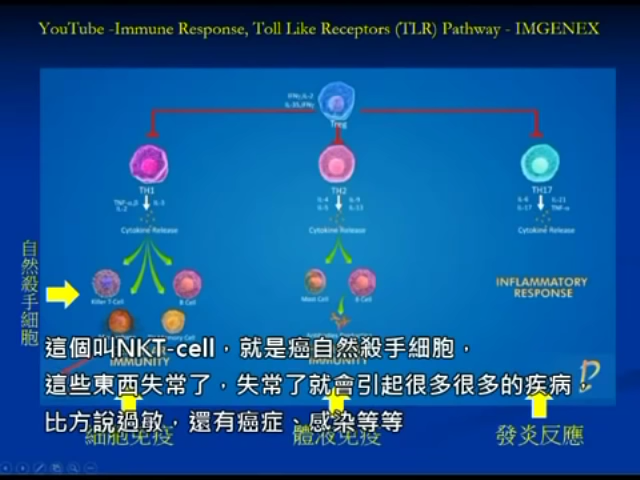 YouTube -Immune Response, Toll Like Receptors (TLR) Pathway - IMGENEX
Treg
TH1
TH2
TH17
IL-2
IL-3
IL-4
IL-5
IL-9
IL-13
IL-6
IL-17
IL-21
TNF-α
Cytokine Release
Cytokine Release
Cytokine Release
自然殺手細胞
Killer T Cell
B Cell
Mast Cell
B Cell
INFLAMMATORY
RESPONSE
IMMUNITY
IMMUNITY
這個叫NKT-cell，就是癌自然殺手細胞，
這些東西失常了，失常了就會引起很多很多的疾病，
比方說過敏，還有癌症、感染等等
細胞免疫
體液免疫
發炎反應